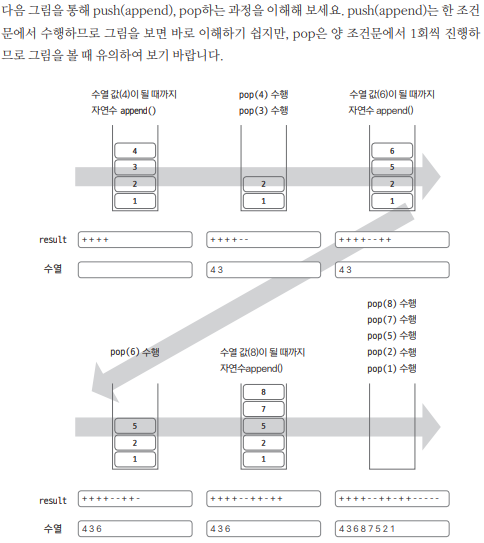 다음 그림을 통해 push(append), pop하는 과정을 이해해 보세요. push(append)는 한 조건
문에서 수행하므로 그림을 보면 바로 이해하기 쉽지만, pop은 양 조건문에서 1회씩 진행하
므로 그림을 볼 때 유의하여 보기 바랍니다.
수열 값(4)이 될 때까지
자연수 append()
4
3
2
1
pop(4) 수행
pop(3) 수행
2
1
수열 값(6)이 될 때까지
자연수 append()
6
5
2
1
result
++++
++++--
++++--++
수열
4 3
4 3
pop(6) 수행
5
2
1
수열 값(8)이 될 때까지
자연수append()
8
7
5
2
1
pop(8) 수행
pop(7) 수행
pop(5) 수행
pop(2) 수행
pop(1) 수행
result
++++--++-
++++--++-++
++++--++-++-----
수열
4 3 6
4 3 6
4 3 6 8 7 5 2 1